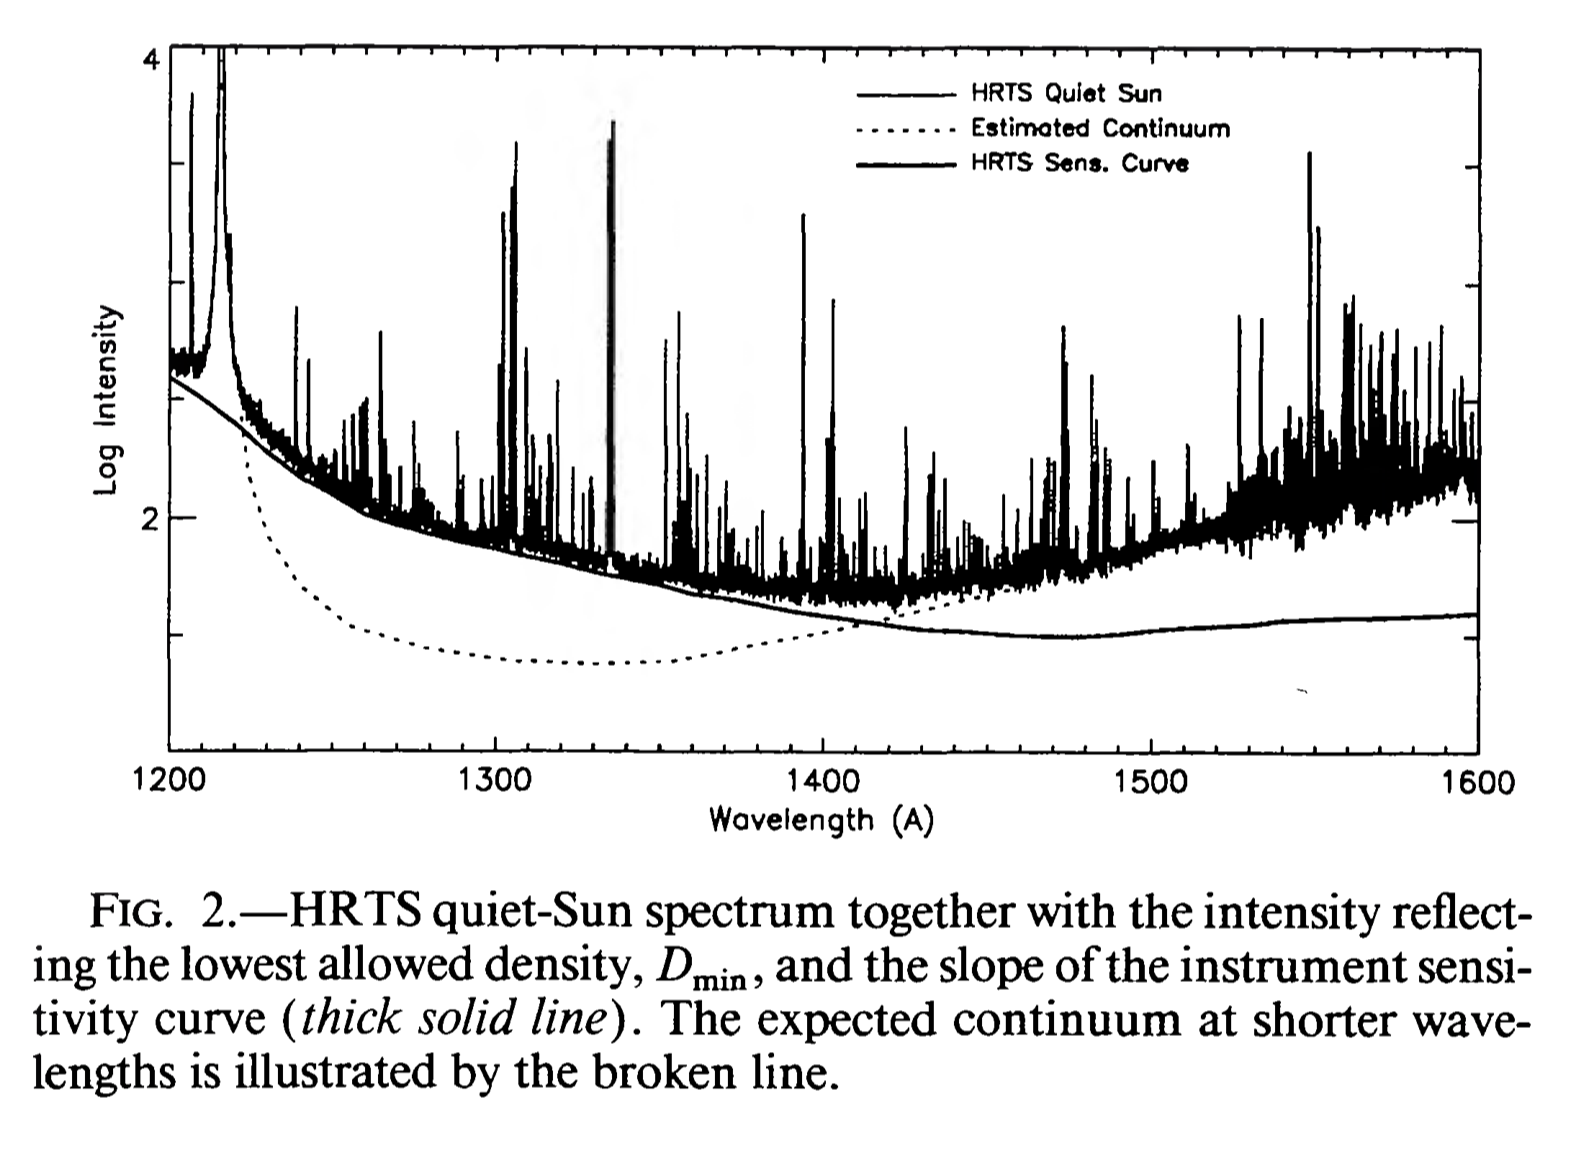 4
HRTS Quiet Sun
Estimated Continuum
HRTS Sens. Curve
Log Intensity
2
1200 1300 1400 1500 1600
Wavelength (A)
FIG. 2.—HRTS quiet-Sun spectrum together with the intensity reflect-
ing the lowest allowed density, Dmin, and the slope of the instrument sensi-
tivity curve (thick solid line). The expected continuum at shorter wave-
lengths is illustrated by the broken line.